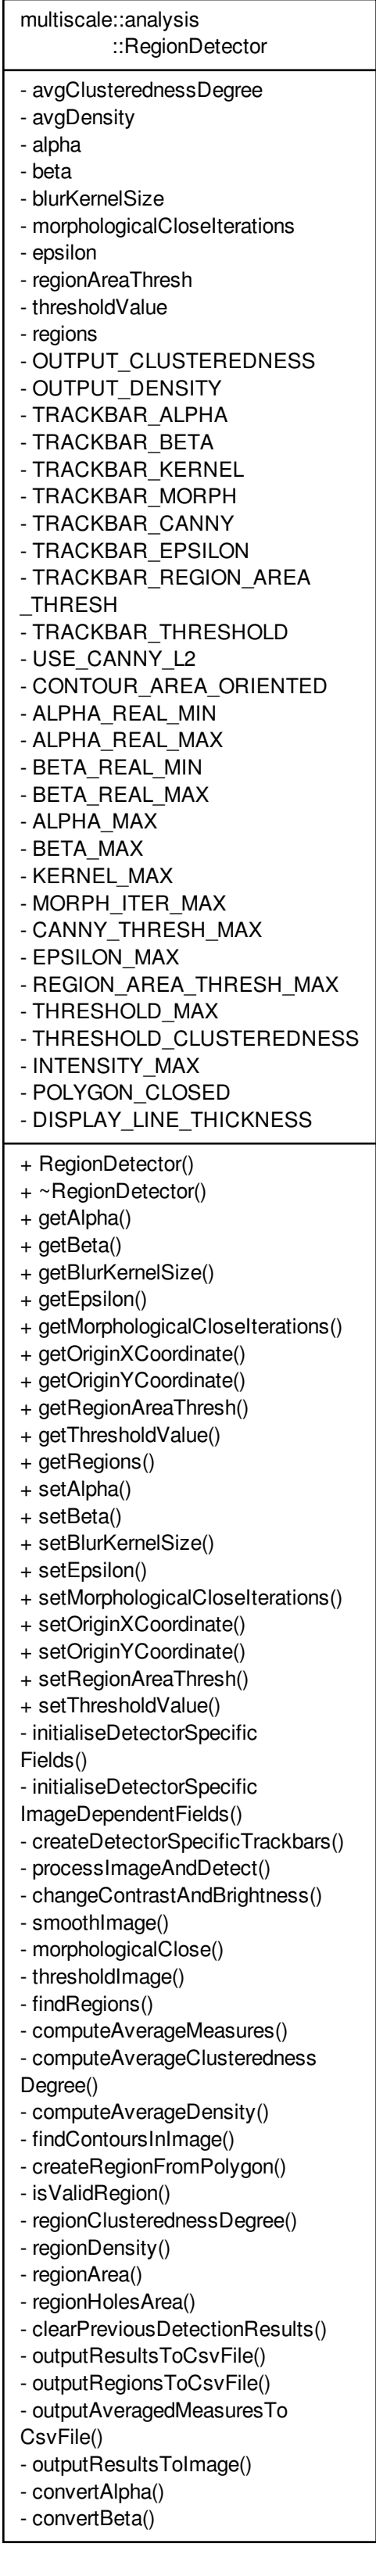 multiscale::analysis
::RegionDetector
- avgClusterednessDegree
- avgDensity
- alpha
- beta
- blurKernelSize
- morphologicalCloseIterations
- epsilon
- regionAreaThresh
- thresholdValue
- regions
- OUTPUT_CLUSTEREDNESS
- OUTPUT_DENSITY
- TRACKBAR_ALPHA
- TRACKBAR_BETA
- TRACKBAR_KERNEL
- TRACKBAR_MORPH
- TRACKBAR_CANNY
- TRACKBAR_EPSILON
- TRACKBAR_REGION_AREA
_THRESH
- TRACKBAR_THRESHOLD
- USE_CANNY_L2
- CONTOUR_AREA_ORIENTED
- ALPHA_REAL_MIN
- ALPHA_REAL_MAX
- BETA_REAL_MIN
- BETA_REAL_MAX
- ALPHA_MAX
- BETA_MAX
- KERNEL_MAX
- MORPH_ITER_MAX
- CANNY_THRESH_MAX
- EPSILON_MAX
- REGION_AREA_THRESH_MAX
- THRESHOLD_MAX
- THRESHOLD_CLUSTEREDNESS
- INTENSITY_MAX
- POLYGON_CLOSED
- DISPLAY_LINE_THICKNESS
+ RegionDetector()
+ ~RegionDetector()
+ getAlpha()
+ getBeta()
+ getBlurKernelSize()
+ getEpsilon()
+ getMorphologicalCloseIterations()
+ getOriginXCoordinate()
+ getOriginYCoordinate()
+ getRegionAreaThresh()
+ getThresholdValue()
+ getRegions()
+ setAlpha()
+ setBeta()
+ setBlurKernelSize()
+ setEpsilon()
+ setMorphologicalCloseIterations()
+ setOriginXCoordinate()
+ setOriginYCoordinate()
+ setRegionAreaThresh()
+ setThresholdValue()
- initialiseDetectorSpecific
Fields()
- initialiseDetectorSpecific
ImageDependentFields()
- createDetectorSpecificTrackbars()
- processImageAndDetect()
- changeContrastAndBrightness()
- smoothImage()
- morphologicalClose()
- thresholdImage()
- findRegions()
- computeAverageMeasures()
- computeAverageClusteredness
Degree()
- computeAverageDensity()
- findContoursInImage()
- createRegionFromPolygon()
- isValidRegion()
- regionClusterednessDegree()
- regionDensity()
- regionArea()
- regionHolesArea()
- clearPreviousDetectionResults()
- outputResultsToCsvFile()
- outputRegionsToCsvFile()
- outputAveragedMeasuresTo
CsvFile()
- outputResultsToImage()
- convertAlpha()
- convertBeta()